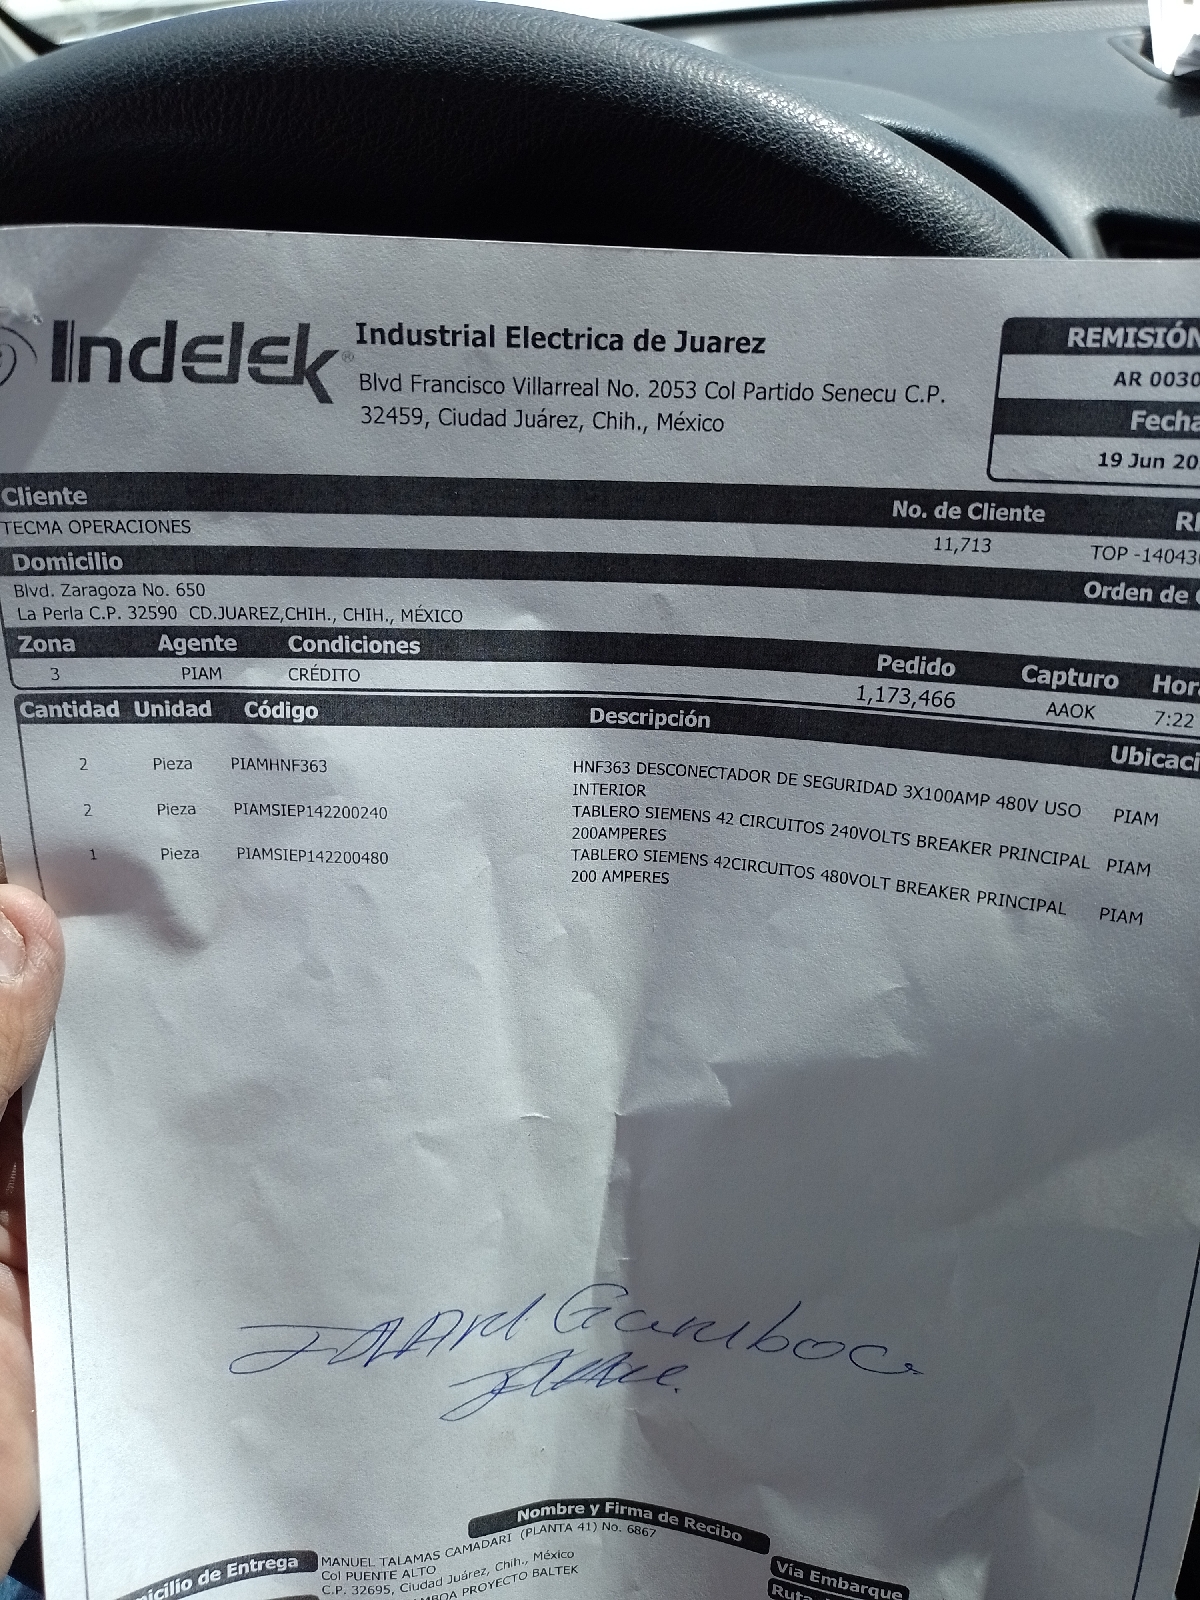 Indelek®
Industrial Electrica de Juarez
Blvd Francisco Villarreal No. 2053 Col Partido Senecu C.P.
32459, Ciudad Juárez, Chih., México
REMISIÓN
AR 0030
Fecha
19 Jun 20
Cliente No. de Cliente
TECMA OPERACIONES 11,713 TOP -14043
Domicilio Orden de
Blvd. Zaragoza No. 650
La Perla C.P. 32590 CD.JUAREZ,CHIH., CHIH., MÉXICO
Zona Agente Condiciones Pedido Capturo Hor
3 PIAM CRÉDITO 1,173,466 AAOK 7:22
Cantidad Unidad Código Descripción Ubicaci
2 Pieza PIAMHNF363 HNF363 DESCONECTADOR DE SEGURIDAD 3X100AMP 480V USO PIAM
INTERIOR
2 Pieza PIAMSIEP142200240 TABLERO SIEMENS 42 CIRCUITOS 240VOLTS BREAKER PRINCIPAL PIAM
200AMPERES
1 Pieza PIAMSIEP142200480 TABLERO SIEMENS 42CIRCUITOS 480VOLT BREAKER PRINCIPAL PIAM
200 AMPERES
Gamboa
Nombre y Firma de Recibo
micilio de Entrega MANUEL TALAMAS CAMADARI (PLANTA 41) No. 6867
Col PUENTE ALTO
C.P. 32695, Ciudad Juárez, Chih., México
MBOA PROYECTO BALTEK
Vía Embarque
Ruta